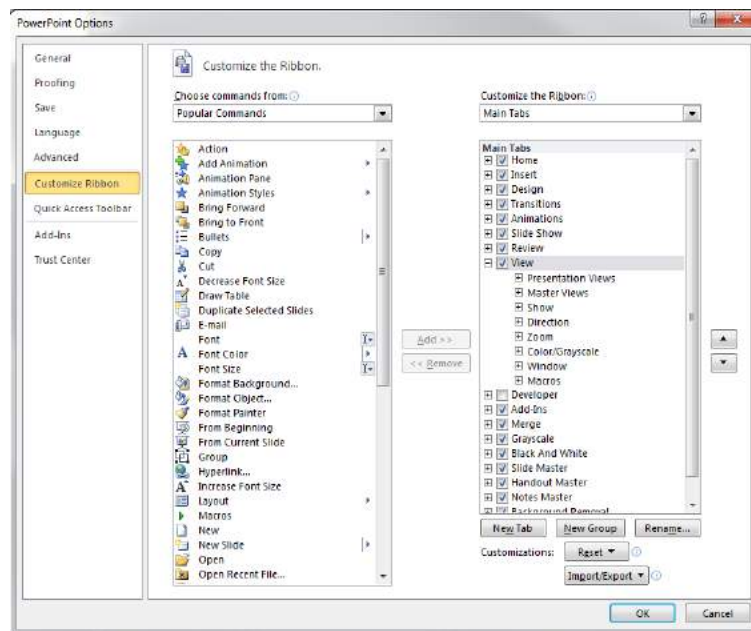 PowerPoint Options
General
Proofing
Save
Language
Advanced
Customize Ribbon
Quick Access Toolbar
Add-Ins
Trust Center
Customize the Ribbon.
Choose commands from:
Popular Commands
Action
Add Animation
Animation Pane
Animation Styles
Bring Forward
Bring to Front
Bullets
Copy
Cut
Decrease Font Size
Draw Table
Duplicate Selected Slides
E-mail
Font
Font Color
Font Size
Format Background...
Format Object...
Format Painter
From Beginning
From Current Slide
Group
Hyperlink...
Increase Font Size
Layout
Macros
New
New Slide
Open
Open Recent File...
Add >>
<< Remove
Customize the Ribbon:
Main Tabs
Main Tabs
Home
Insert
Design
Transitions
Animations
Slide Show
Review
View
Presentation Views
Master Views
Show
Direction
Zoom
Color/Grayscale
Window
Macros
Developer
Add-Ins
Merge
Grayscale
Black And White
Slide Master
Handout Master
Notes Master
Background Removal
New Tab
New Group
Rename...
Customizations:
Reset
Import/Export
OK
Cancel